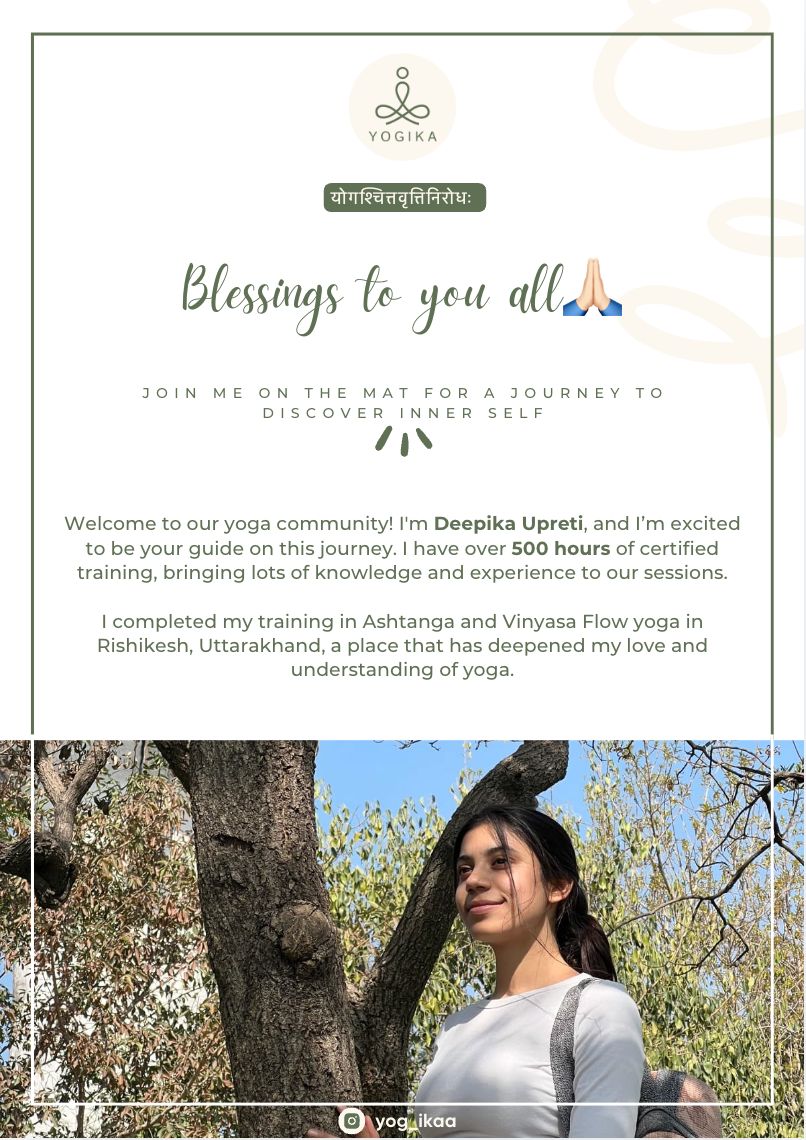 YOGIKA
योगश्चित्तवृत्तिनिरोधः
Blessings to you all🙏🏻
JOIN ME ON THE MAT FOR A JOURNEY TO
DISCOVER INNER SELF
Welcome to our yoga community! I'm Deepika Upreti, and I’m excited
to be your guide on this journey. I have over 500 hours of certified
training, bringing lots of knowledge and experience to our sessions.
I completed my training in Ashtanga and Vinyasa Flow yoga in
Rishikesh, Uttarakhand, a place that has deepened my love and
understanding of yoga.
yog_ikaa